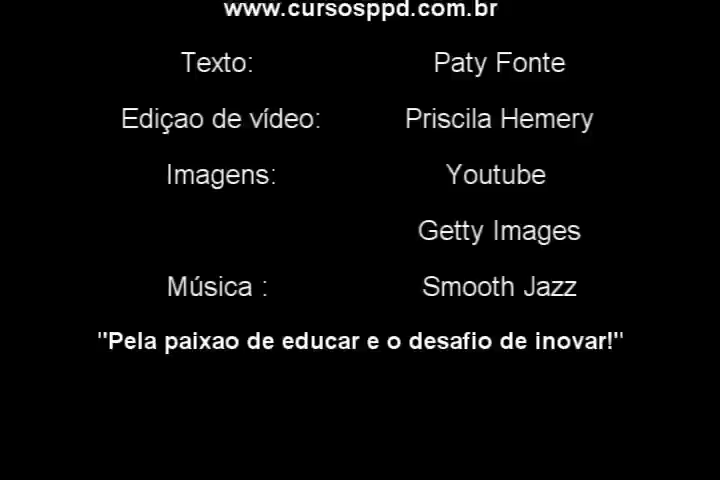 www.cursosppd.com.br
Texto: Paty Fonte
Ediçao de vídeo: Priscila Hemery
Imagens: Youtube
Getty Images
Música : Smooth Jazz
"Pela paixao de educar e o desafio de inovar!"